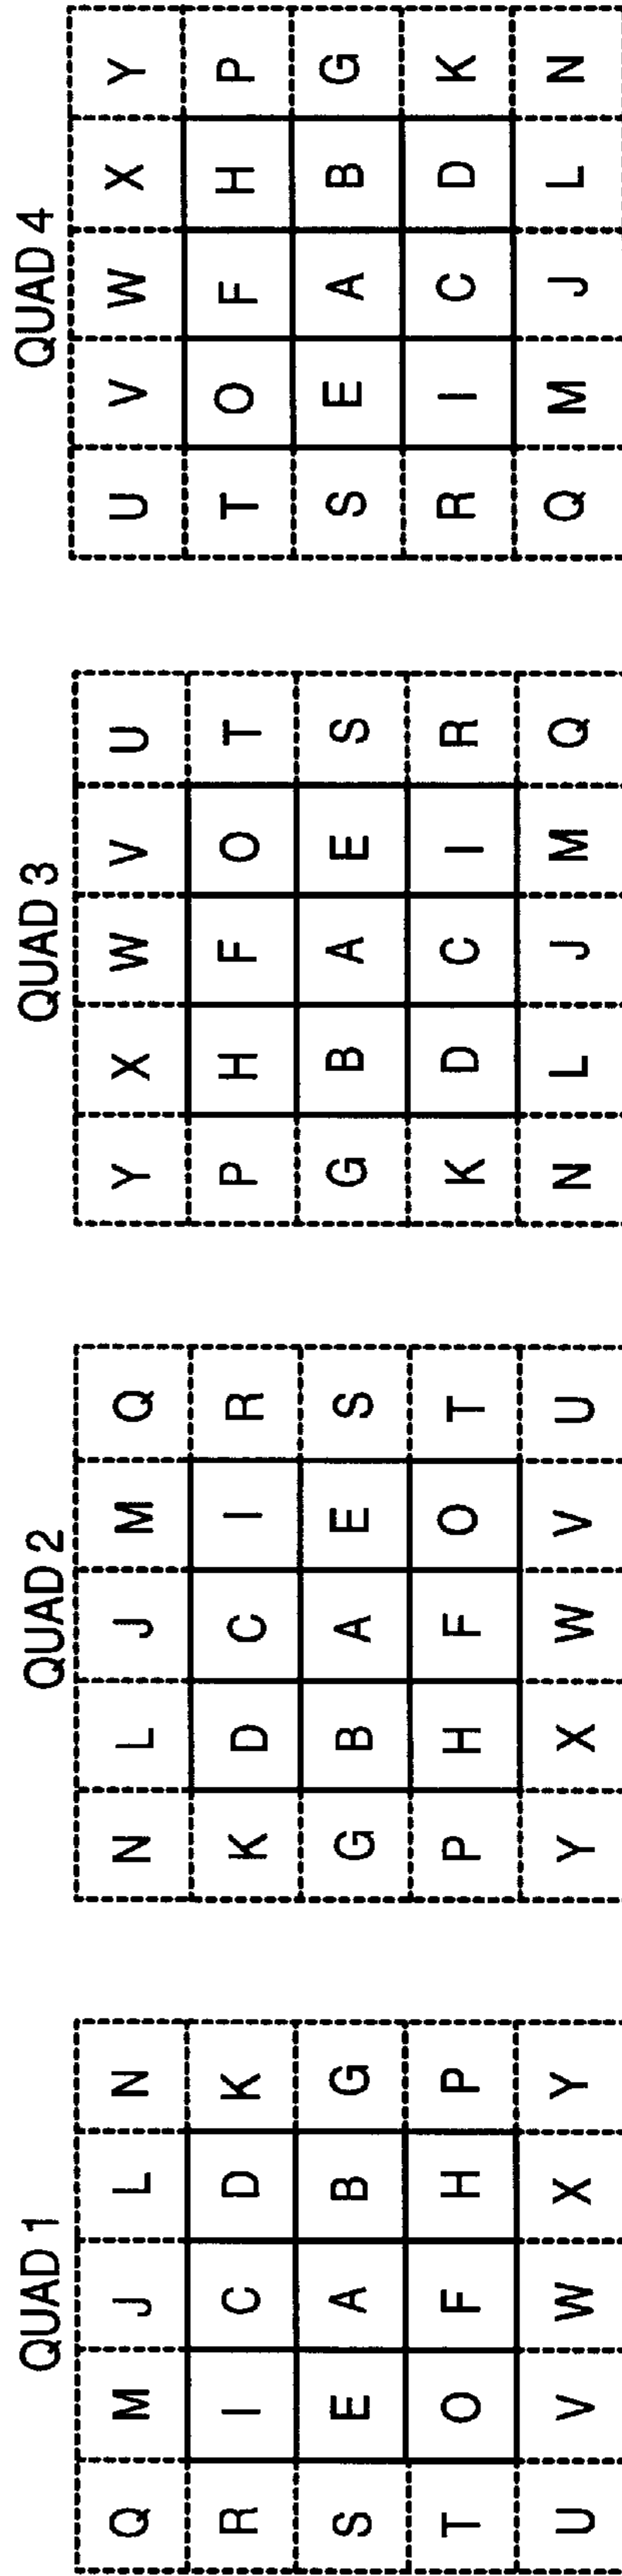 QUAD 1
Q M J L N
R I C D K
S E A B G
T O F H P
U V W X Y
QUAD 2
N L J M Q
K D C I R
G B A E S
P H F O T
Y X W V U
QUAD 3
Y X W V U
P H F O T
G B A E S
K D C I R
N L J M Q
QUAD 4
U V W X Y
T O F H P
S E A B G
R I C D K
Q M J L N